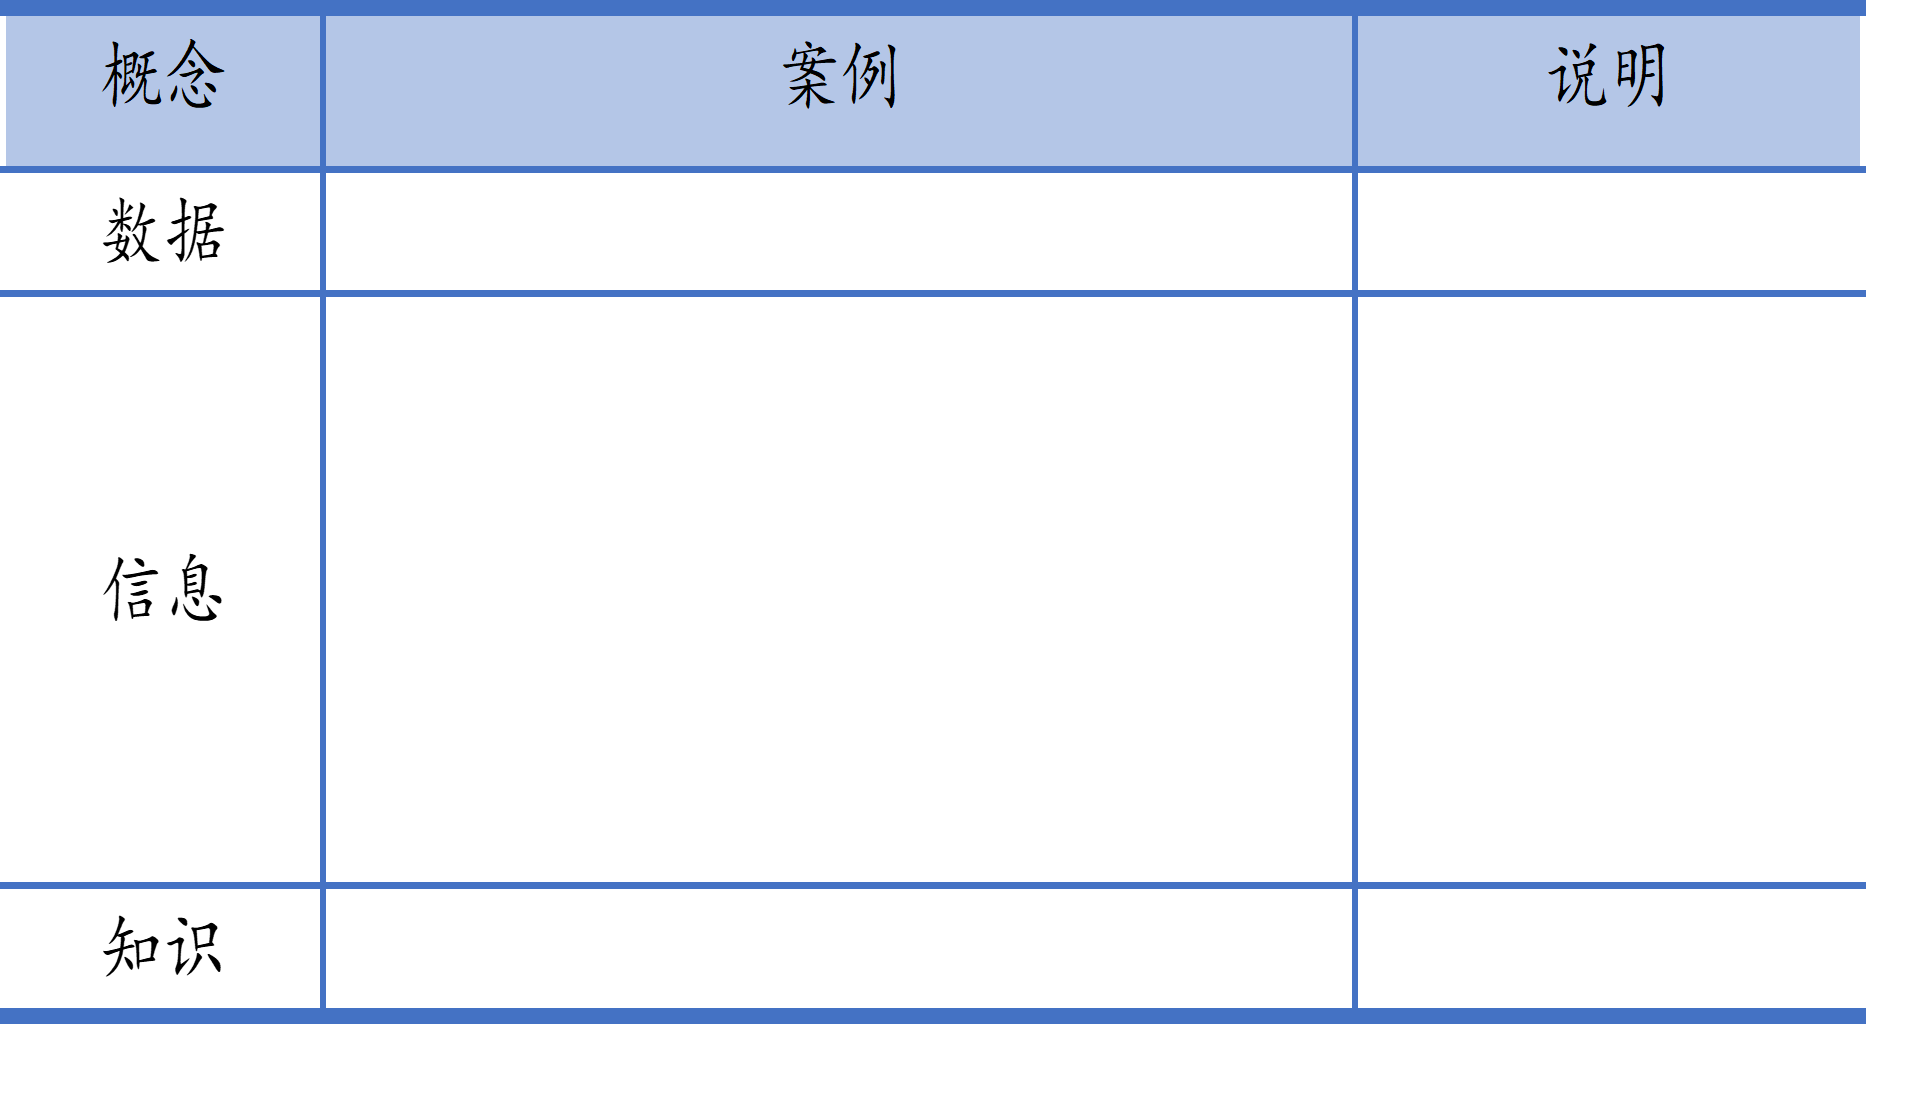 概念 案例 说明
数据
信息
知识